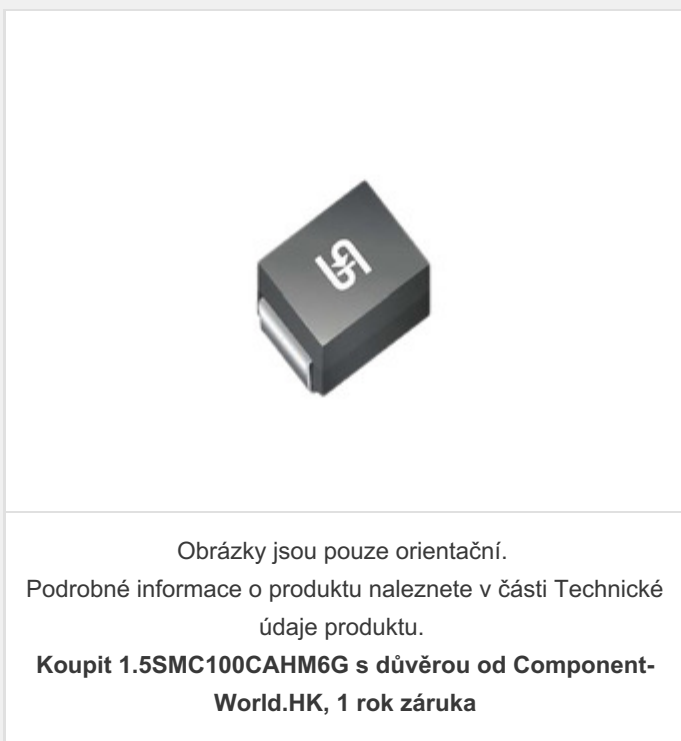 Obrázky jsou pouze orientační.
Podrobné informace o produktu naleznete v části Technické
údaje produktu.
Koupit 1.5SMC100CAHM6G s důvěrou od Component-
World.HK, 1 rok záruka